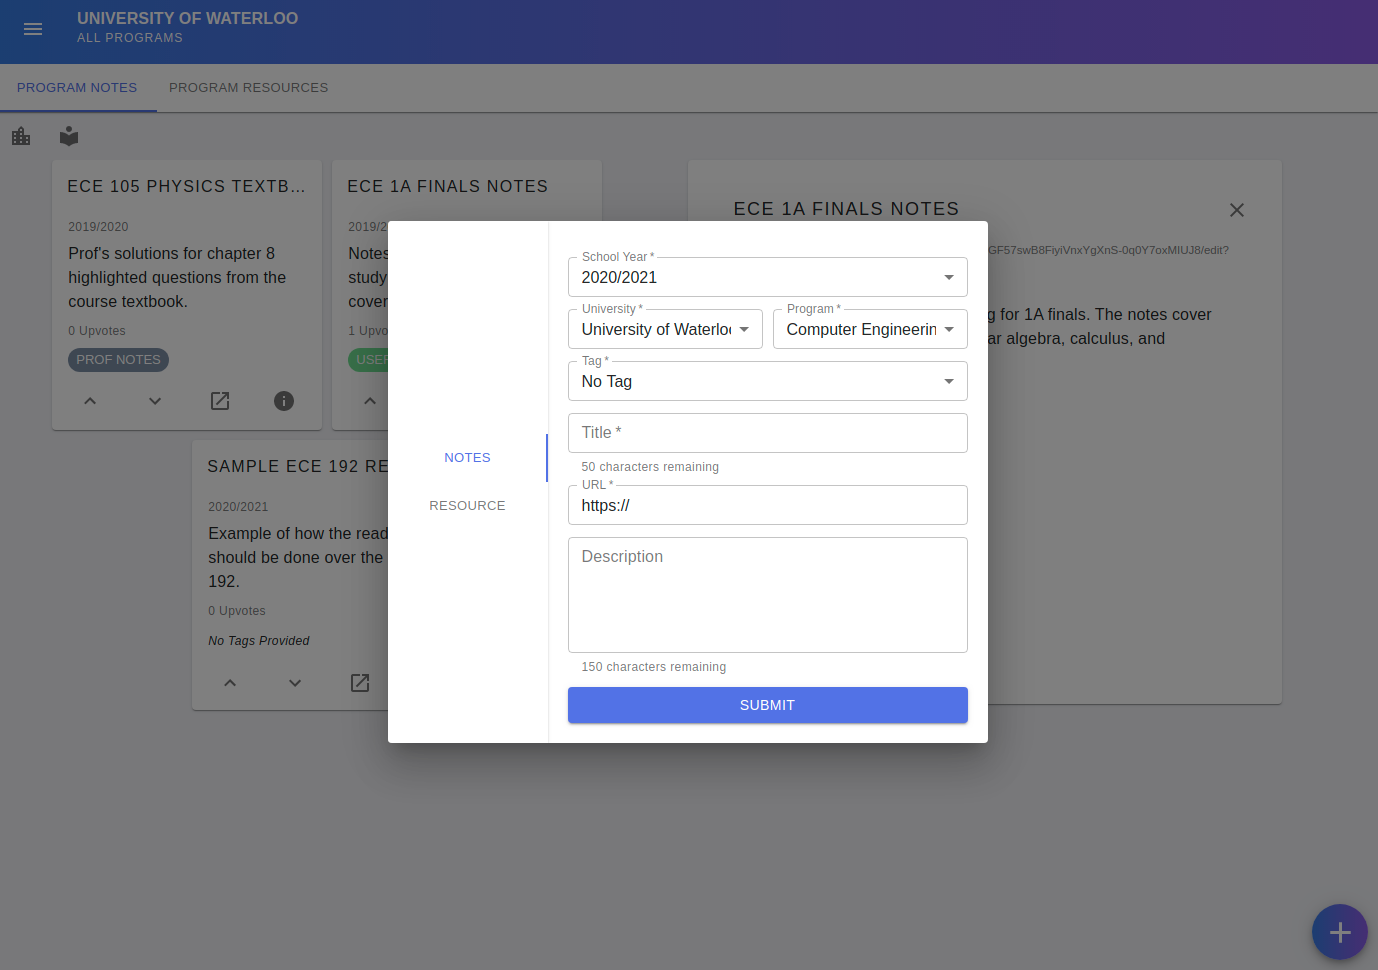 UNIVERSITY OF WATERLOO
ALL PROGRAMS
PROGRAM NOTES
PROGRAM RESOURCES
ECE 105 PHYSICS TEXTB...
2019/2020
Prof's solutions for chapter 8
highlighted questions from the
course textbook.
0 Upvotes
PROF NOTES
ECE 1A FINALS NOTES
2019/2
Notes
study
cover
1 Upvo
USER
SAMPLE ECE 192 RE
2020/2021
Example of how the read
should be done over the
192.
0 Upvotes
No Tags Provided
ECE 1A FINALS NOTES
GF57swB8FiyiVnxYgXnS-0q0Y7oxMIUJ8/edit?
g for 1A finals. The notes cover
ar algebra, calculus, and
NOTES
RESOURCE
School Year *
2020/2021
University *
University of Waterloo
Program *
Computer Engineerin
Tag *
No Tag
Title *
50 characters remaining
URL *
https://
Description
150 characters remaining
SUBMIT